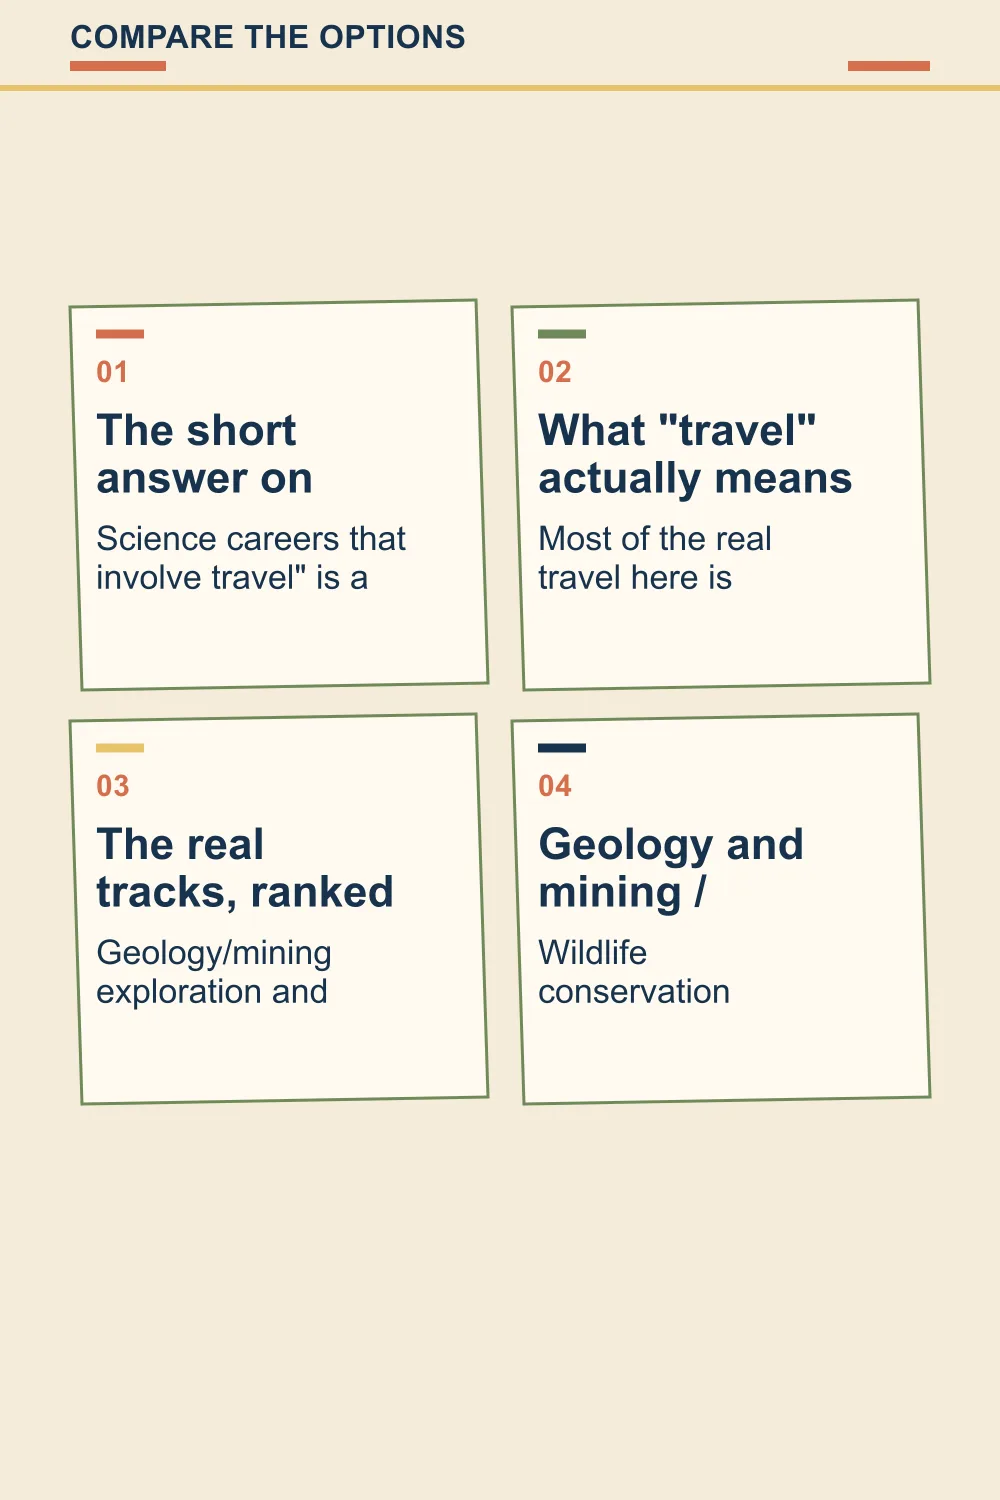 COMPARE THE OPTIONS
01
The short
answer on
Science careers that
involve travel" is a
02
What "travel"
actually means
Most of the real
travel here is
03
The real
tracks, ranked
Geology/mining
exploration and
04
Geology and
mining /
Wildlife
conservation